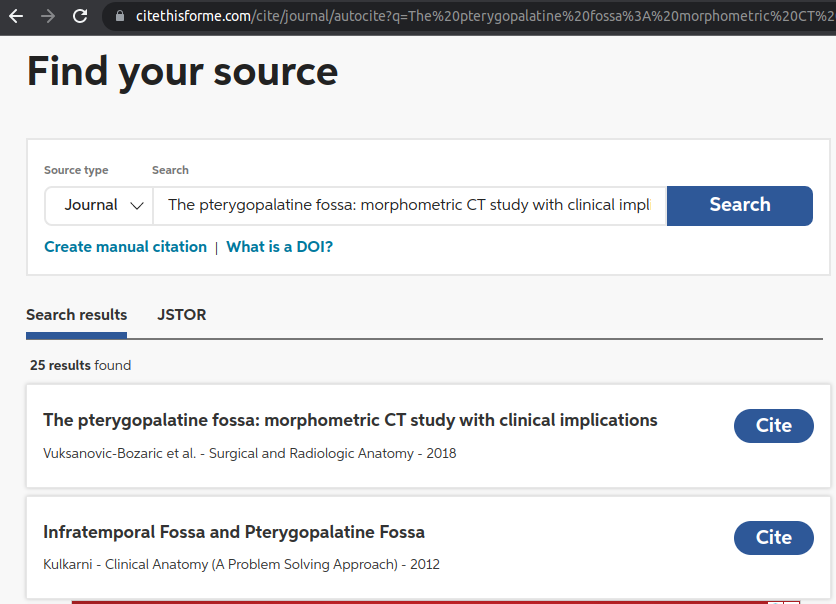 citethisforme.com/cite/journal/autocite?q=The%20pterygopalatine%20fossa%3A%20morphometric%20CT%2
Find your source
Source type Search
Journal The pterygopalatine fossa: morphometric CT study with clinical impl Search
Create manual citation | What is a DOI?
Search results JSTOR
25 results found
The pterygopalatine fossa: morphometric CT study with clinical implications
Cite
Vuksanovic-Bozaric et al. - Surgical and Radiologic Anatomy - 2018
Infratemporal Fossa and Pterygopalatine Fossa
Cite
Kulkarni - Clinical Anatomy (A Problem Solving Approach) - 2012